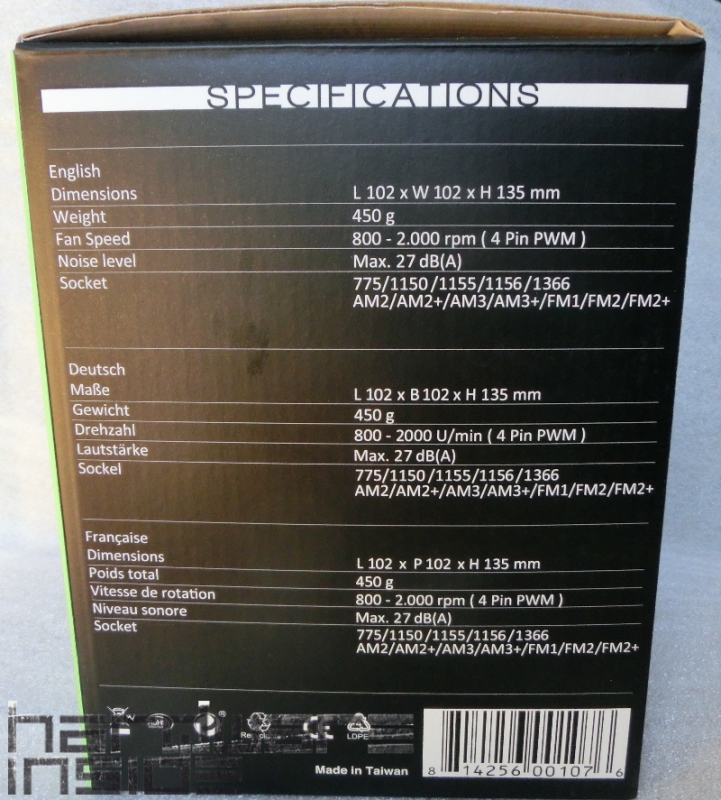 SPECIFICATIONS
English
Dimensions L 102 x W 102 x H 135 mm
Weight 450 g
Fan Speed 800 - 2.000 rpm ( 4 Pin PWM )
Noise level Max. 27 dB(A)
Socket 775/1150 /1155/1156/1366
AM2/AM2+/AM3/AM3+/FM1/FM2/FM2+
Deutsch
Maße L 102 x B 102 x H 135 mm
Gewicht 450 g
Drehzahl 800 - 2000 U/min ( 4 Pin PWM )
Lautstärke Max. 27 dB(A)
Sockel 775/1150 /1155/1156/1366
AM2/AM2+/AM3/AM3+/FM1/FM2/FM2+
Française
Dimensions L 102 x P 102 x H 135 mm
Poids total 450 g
Vitesse de rotation 800 - 2.000 rpm ( 4 Pin PWM )
Niveau sonore Max. 27 dB(A)
Socket 775/1150 /1155/1156/1366
AM2/AM2+/AM3/AM3+/FM1/FM2/FM2+
CE
LDPE
Made in Taiwan
8 14256 00107 6
inside